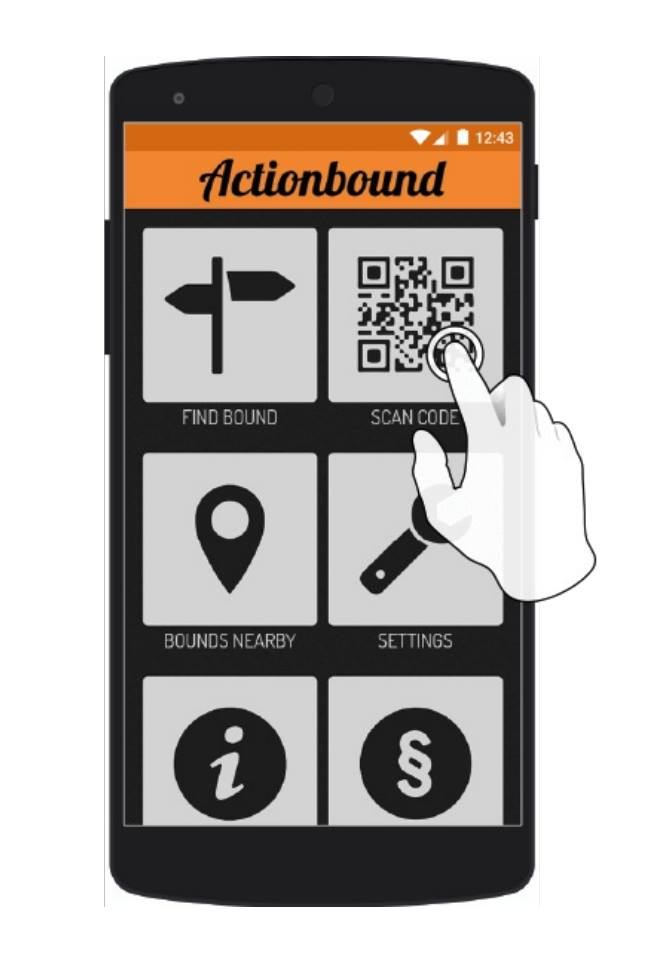 12:43
Actionbound
FIND BOUND
SCAN CODE
BOUNDS NEARBY
SETTINGS
i
§